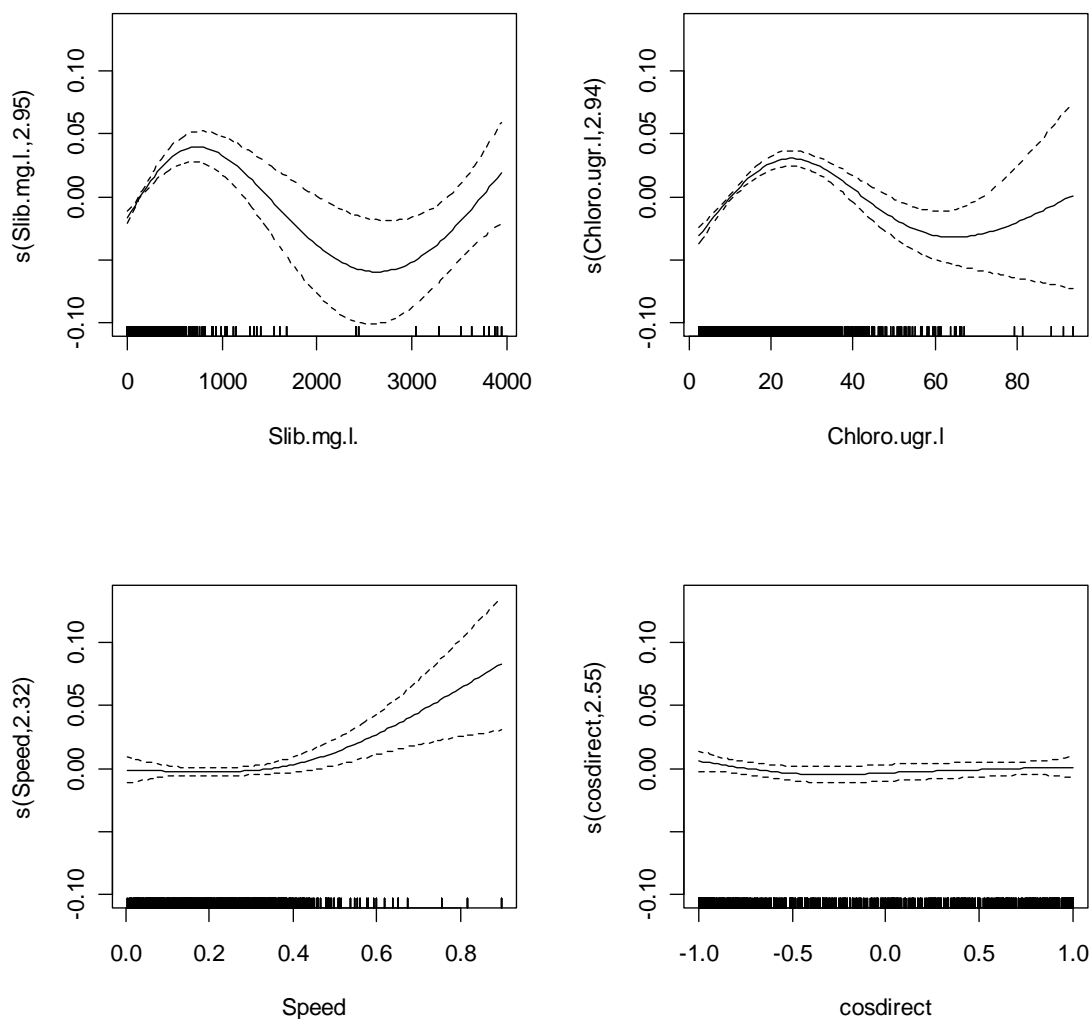 s(Slib.mg.l.,2.95)
-0.10 0.00 0.05 0.10
0 1000 2000 3000 4000
Slib.mg.l.
s(Chloro.ugr.l,2.94)
-0.10 0.00 0.05 0.10
0 20 40 60 80
Chloro.ugr.l
s(Speed,2.32)
-0.10 0.00 0.05 0.10
0.0 0.2 0.4 0.6 0.8
Speed
s(cosdirect,2.55)
-0.10 0.00 0.05 0.10
-1.0 -0.5 0.0 0.5 1.0
cosdirect